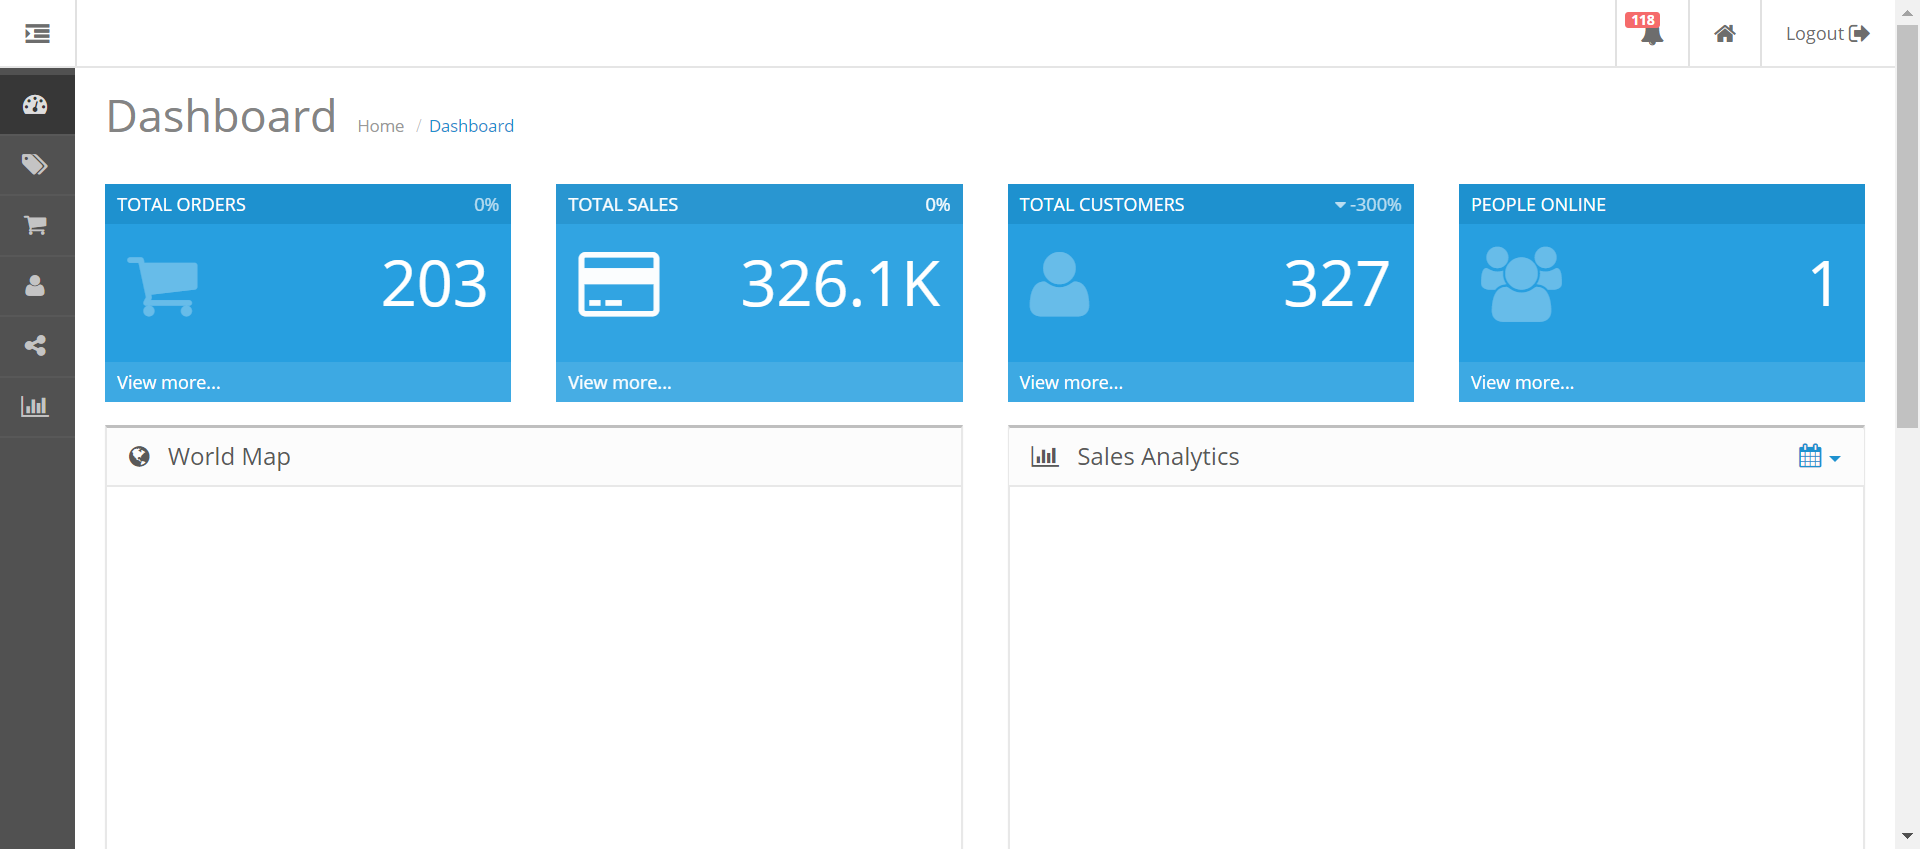 118
Logout
Dashboard
Home / Dashboard
TOTAL ORDERS 0%
203
View more...
TOTAL SALES 0%
326.1K
View more...
TOTAL CUSTOMERS -300%
327
View more...
PEOPLE ONLINE
1
View more...
World Map
Sales Analytics